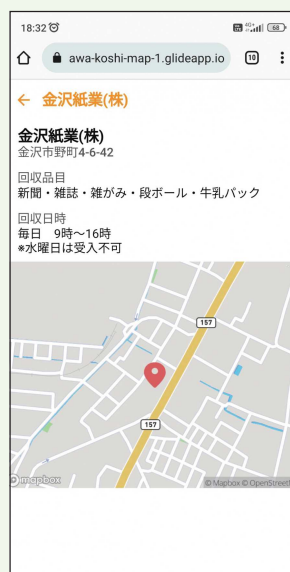 18:32
4G+
68
awa-koshi-map-1.glideapp.io
10
← 金沢紙業(株)
金沢紙業(株)
金沢市野町4-6-42
回収品目
新聞・雑誌・雑がみ・段ボール・牛乳パック
回収日時
毎日 9時～16時
*水曜日は受入不可
157
157
mapbox
© Mapbox © OpenStreet